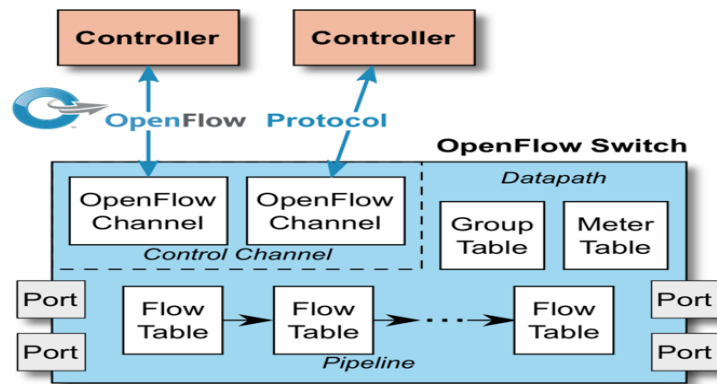 Controller
Controller
OpenFlow Protocol
OpenFlow Switch
OpenFlow
Channel
OpenFlow
Channel
Control Channel
Datapath
Group
Table
Meter
Table
Port
Port
Flow
Table
Flow
Table
Flow
Table
Pipeline
Port
Port